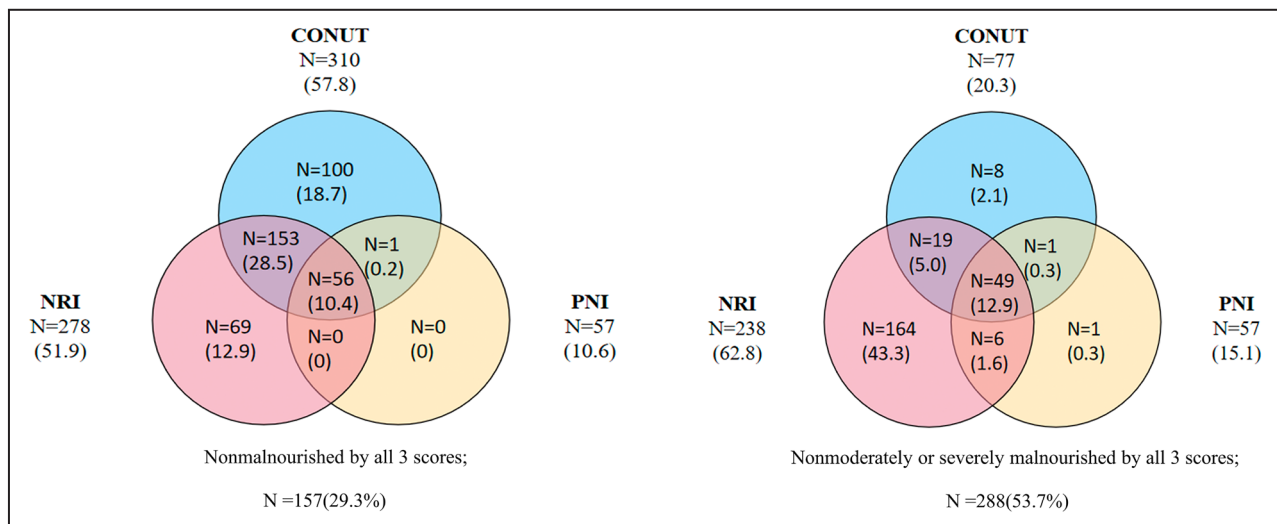 CONUT
N=310
(57.8)
N=100
(18.7)
N=153
(28.5)
N=1
(0.2)
N=56
(10.4)
NRI
N=278
(51.9)
N=69
(12.9)
N=0
(0)
N=0
(0)
PNI
N=57
(10.6)
Nonmalnourished by all 3 scores;
N =157(29.3%)
CONUT
N=77
(20.3)
N=8
(2.1)
N=19
(5.0)
N=1
(0.3)
N=49
(12.9)
NRI
N=238
(62.8)
N=164
(43.3)
N=6
(1.6)
N=1
(0.3)
PNI
N=57
(15.1)
Nonmoderately or severely malnourished by all 3 scores;
N =288(53.7%)